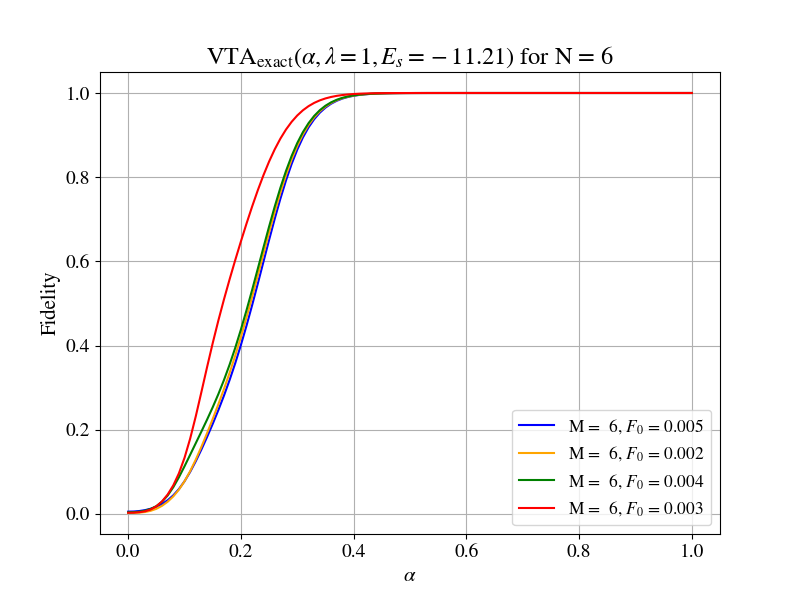 VTA_exact(α, λ = 1, E_s = −11.21) for N = 6
Fidelity
1.0
0.8
0.6
0.4
0.2
0.0
M = 6, F_0 = 0.005
M = 6, F_0 = 0.002
M = 6, F_0 = 0.004
M = 6, F_0 = 0.003
0.0 0.2 0.4 0.6 0.8 1.0
α